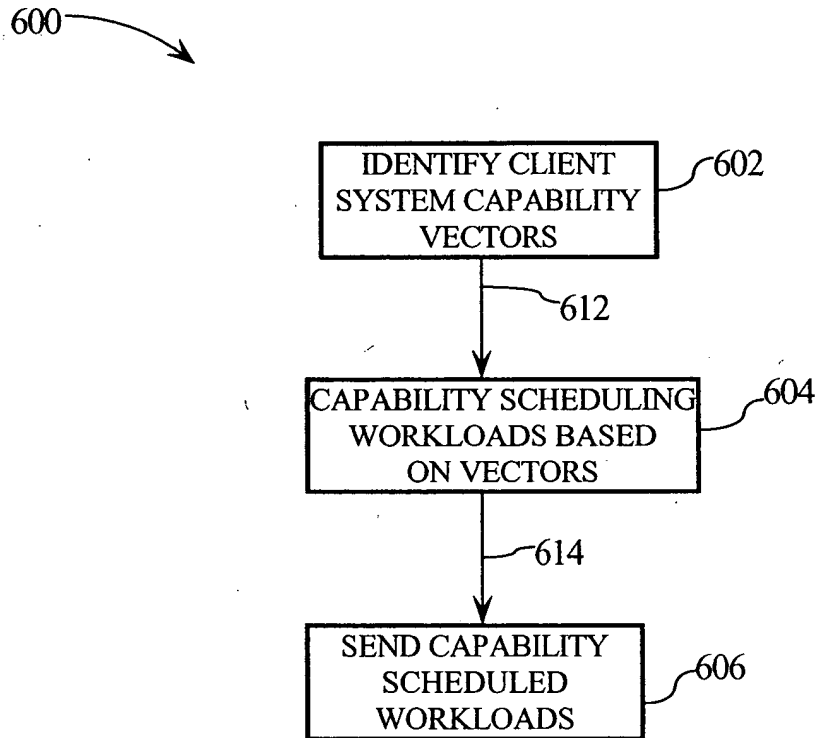 600
IDENTIFY CLIENT
SYSTEM CAPABILITY
VECTORS
602
612
CAPABILITY SCHEDULING
WORKLOADS BASED
ON VECTORS
604
614
SEND CAPABILITY
SCHEDULED
WORKLOADS
606